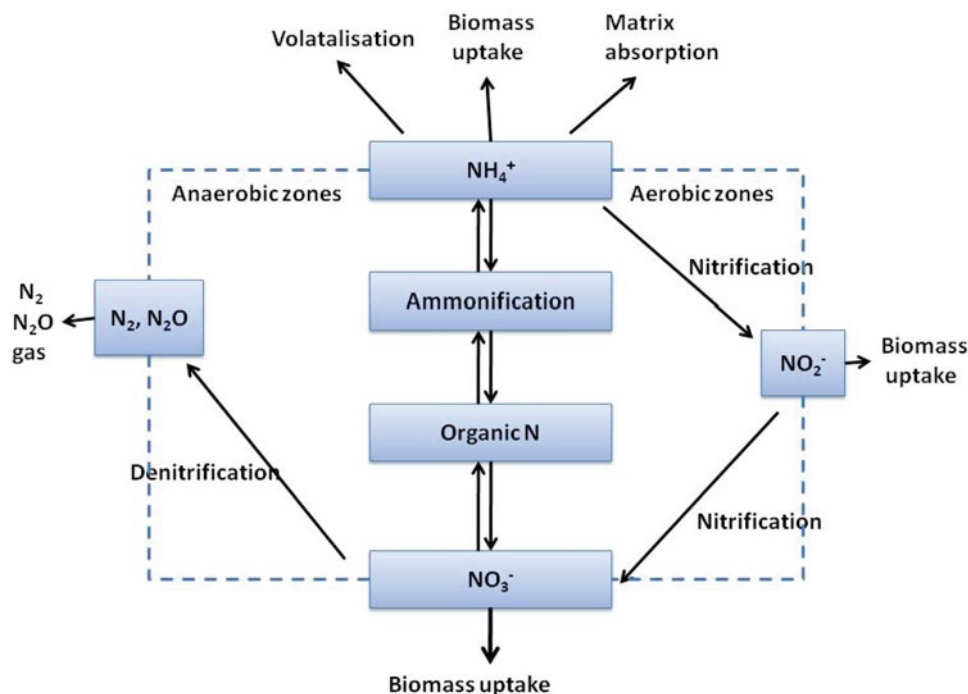 Volatalisation
Biomass
uptake
Matrix
absorption
NH₄⁺
Anaerobic zones
Aerobic zones
Nitrification
Ammonification
N₂
N₂O
gas
N₂, N₂O
NO₂⁻
Biomass
uptake
Organic N
Denitrification
Nitrification
NO₃⁻
Biomass uptake